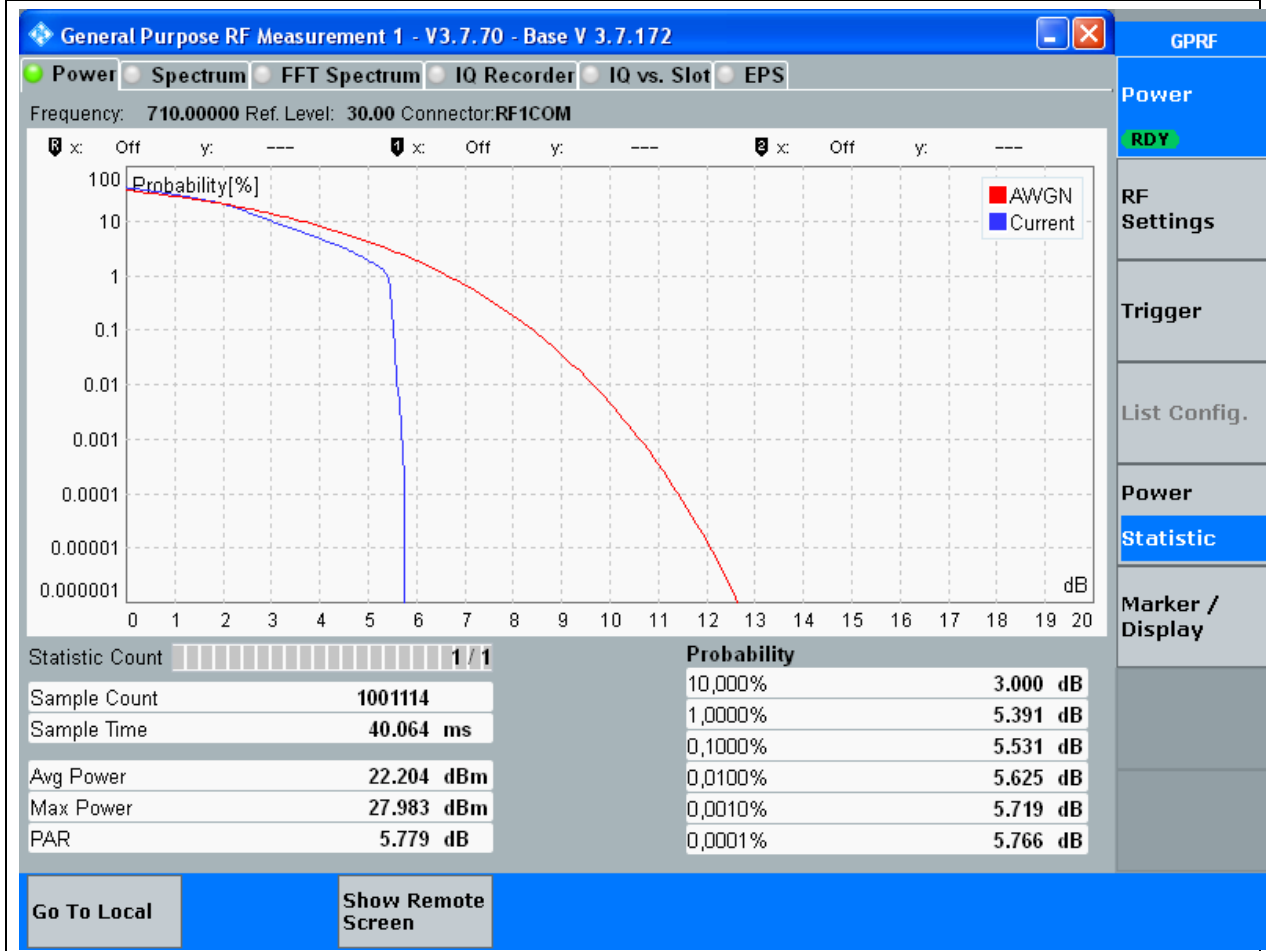 General Purpose RF Measurement 1 - V3.7.70 - Base V 3.7.172
Power Spectrum FFT Spectrum IQ Recorder IQ vs. Slot EPS
Frequency: 710.00000 Ref. Level: 30.00 Connector:RF1COM
R x: Off y: --- 1 x: Off y: --- 2 x: Off y: ---
Probability[%]
AWGN
Current
100
10
1
0.1
0.01
0.001
0.0001
0.00001
0.000001
dB
0 1 2 3 4 5 6 7 8 9 10 11 12 13 14 15 16 17 18 19 20
Statistic Count 1 / 1
Sample Count 1001114
Sample Time 40.064 ms
Avg Power 22.204 dBm
Max Power 27.983 dBm
PAR 5.779 dB
Probability
10,000% 3.000 dB
1,0000% 5.391 dB
0,1000% 5.531 dB
0,0100% 5.625 dB
0,0010% 5.719 dB
0,0001% 5.766 dB
Go To Local
Show Remote
Screen
GPRF
Power
RDY
RF
Settings
Trigger
List Config.
Power
Statistic
Marker /
Display